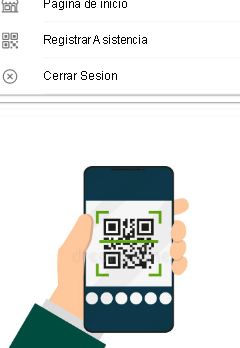 Pagina de inicio
Registrar Asistencia
Cerrar Sesion